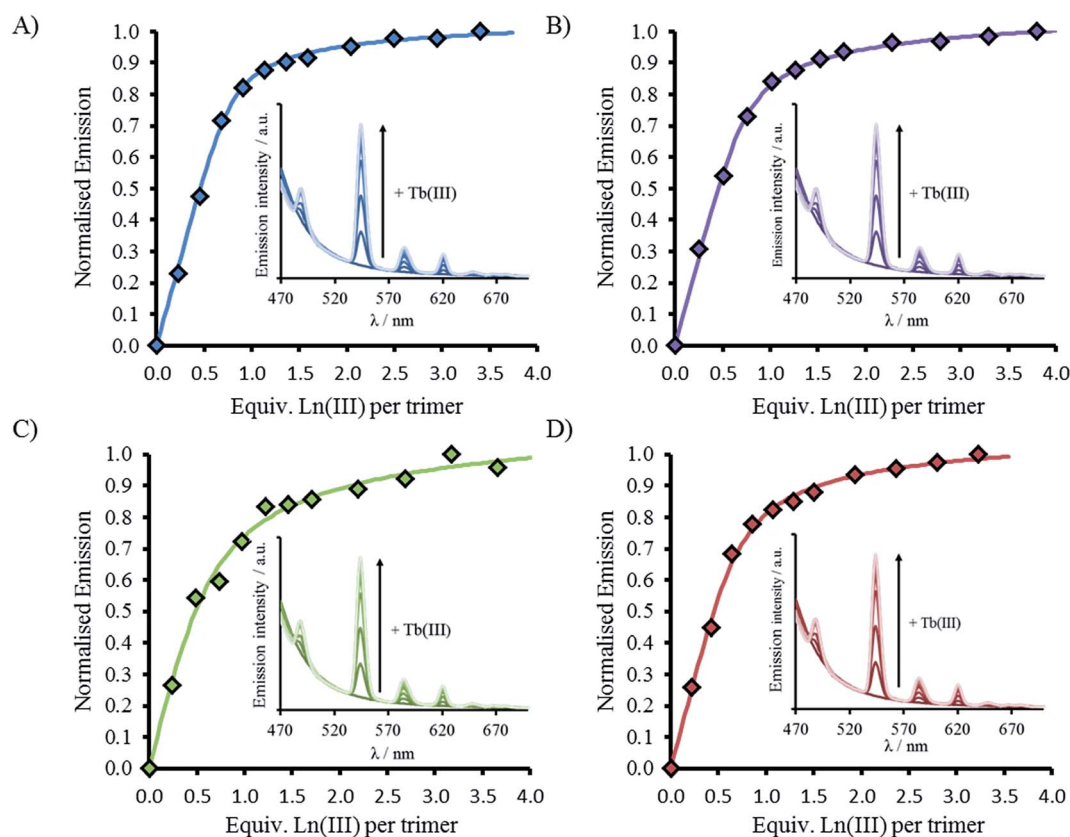 A)
Normalised Emission
1.0
0.9
0.8
0.7
0.6
0.5
0.4
0.3
0.2
0.1
0.0
0.0 0.5 1.0 1.5 2.0 2.5 3.0 3.5 4.0
Equiv. Ln(III) per trimer
Emission intensity / a.u.
+ Tb(III)
470 520 570 620 670
λ / nm
B)
Normalised Emission
1.0
0.9
0.8
0.7
0.6
0.5
0.4
0.3
0.2
0.1
0.0
0.0 0.5 1.0 1.5 2.0 2.5 3.0 3.5 4.0
Equiv. Ln(III) per trimer
Emission intensity / a.u.
+ Tb(III)
470 520 570 620 670
λ / nm
C)
Normalised Emission
1.0
0.9
0.8
0.7
0.6
0.5
0.4
0.3
0.2
0.1
0.0
0.0 0.5 1.0 1.5 2.0 2.5 3.0 3.5 4.0
Equiv. Ln(III) per trimer
Emission intensity / a.u.
+ Tb(III)
470 520 570 620 670
λ / nm
D)
Normalised Emission
1.0
0.9
0.8
0.7
0.6
0.5
0.4
0.3
0.2
0.1
0.0
0.0 0.5 1.0 1.5 2.0 2.5 3.0 3.5 4.0
Equiv. Ln(III) per trimer
Emission intensity / a.u.
+ Tb(III)
470 520 570 620 670
λ / nm